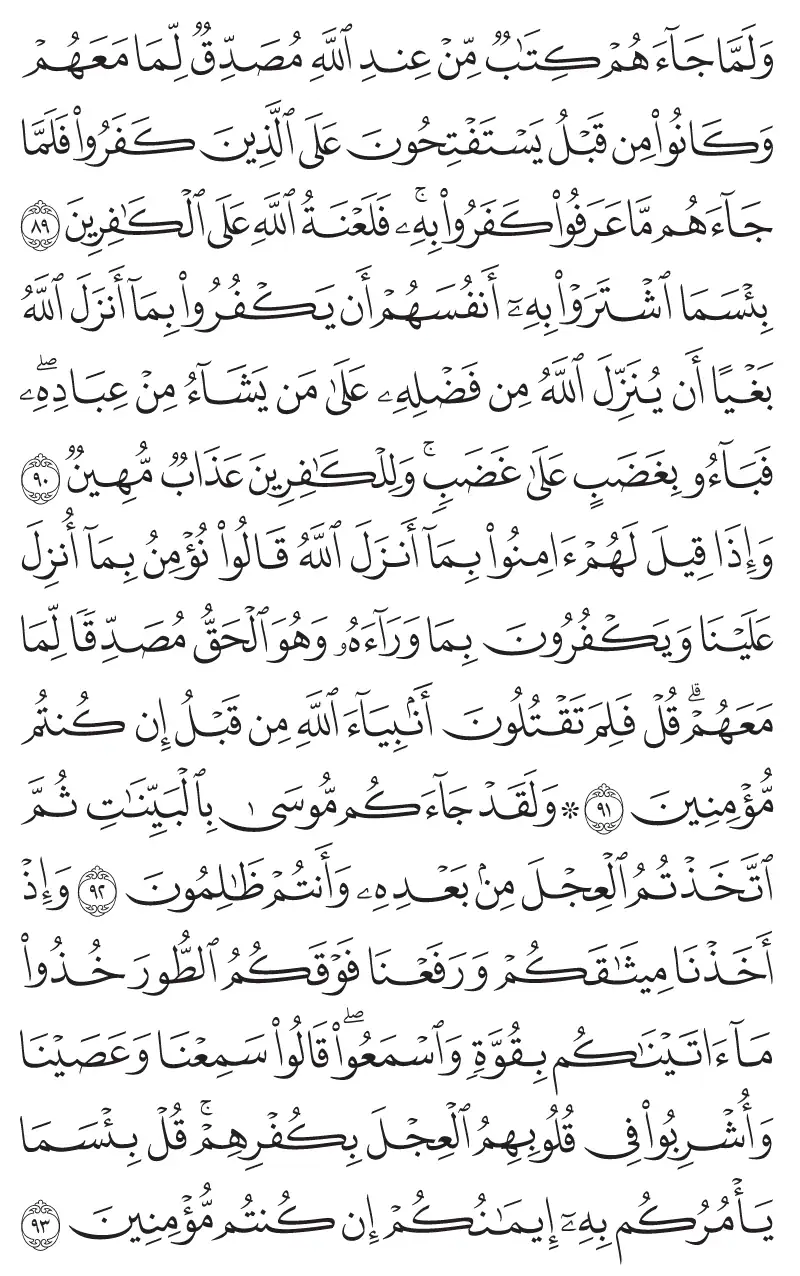 وَلَمَّا جَآءَهُمْ كِتَٰبٌ مِّنْ عِندِ ٱللَّهِ مُصَدِّقٌ لِّمَا مَعَهُمْ
وَكَانُوا۟ مِن قَبْلُ يَسْتَفْتِحُونَ عَلَى ٱلَّذِينَ كَفَرُوا۟ فَلَمَّا
جَآءَهُم مَّا عَرَفُوا۟ كَفَرُوا۟ بِهِۦ ۚ فَلَعْنَةُ ٱللَّهِ عَلَى ٱلْكَٰفِرِينَ ٨٩
بِئْسَمَا ٱشْتَرَوْا۟ بِهِۦٓ أَنفُسَهُمْ أَن يَكْفُرُوا۟ بِمَآ أَنزَلَ ٱللَّهُ
بَغْيًا أَن يُنَزِّلَ ٱللَّهُ مِن فَضْلِهِۦ عَلَىٰ مَن يَشَآءُ مِنْ عِبَادِهِۦ ۖ
فَبَآءُو بِغَضَبٍ عَلَىٰ غَضَبٍ ۚ وَلِلْكَٰفِرِينَ عَذَابٌ مُّهِينٌ ٩٠
وَإِذَا قِيلَ لَهُمْ ءَامِنُوا۟ بِمَآ أَنزَلَ ٱللَّهُ قَالُوا۟ نُؤْمِنُ بِمَآ أُنزِلَ
عَلَيْنَا وَيَكْفُرُونَ بِمَا وَرَآءَهُۥ وَهُوَ ٱلْحَقُّ مُصَدِّقًا لِّمَا
مَعَهُمْ ۗ قُلْ فَلِمَ تَقْتُلُونَ أَنۢبِيَآءَ ٱللَّهِ مِن قَبْلُ إِن كُنتُم
مُّؤْمِنِينَ ٩١ * وَلَقَدْ جَآءَكُم مُّوسَىٰ بِٱلْبَيِّنَٰتِ ثُمَّ
ٱتَّخَذْتُمُ ٱلْعِجْلَ مِنۢ بَعْدِهِۦ وَأَنتُمْ ظَٰلِمُونَ ٩٢ وَإِذْ
أَخَذْنَا مِيثَٰقَكُمْ وَرَفَعْنَا فَوْقَكُمُ ٱلطُّورَ خُذُوا۟
مَآ ءَاتَيْنَٰكُم بِقُوَّةٍ وَٱسْمَعُوا۟ ۖ قَالُوا۟ سَمِعْنَا وَعَصَيْنَا
وَأُشْرِبُوا۟ فِى قُلُوبِهِمُ ٱلْعِجْلَ بِكُفْرِهِمْ ۚ قُلْ بِئْسَمَا
يَأْمُرُكُم بِهِۦٓ إِيمَٰنُكُمْ إِن كُنتُم مُّؤْمِنِينَ ٩٣